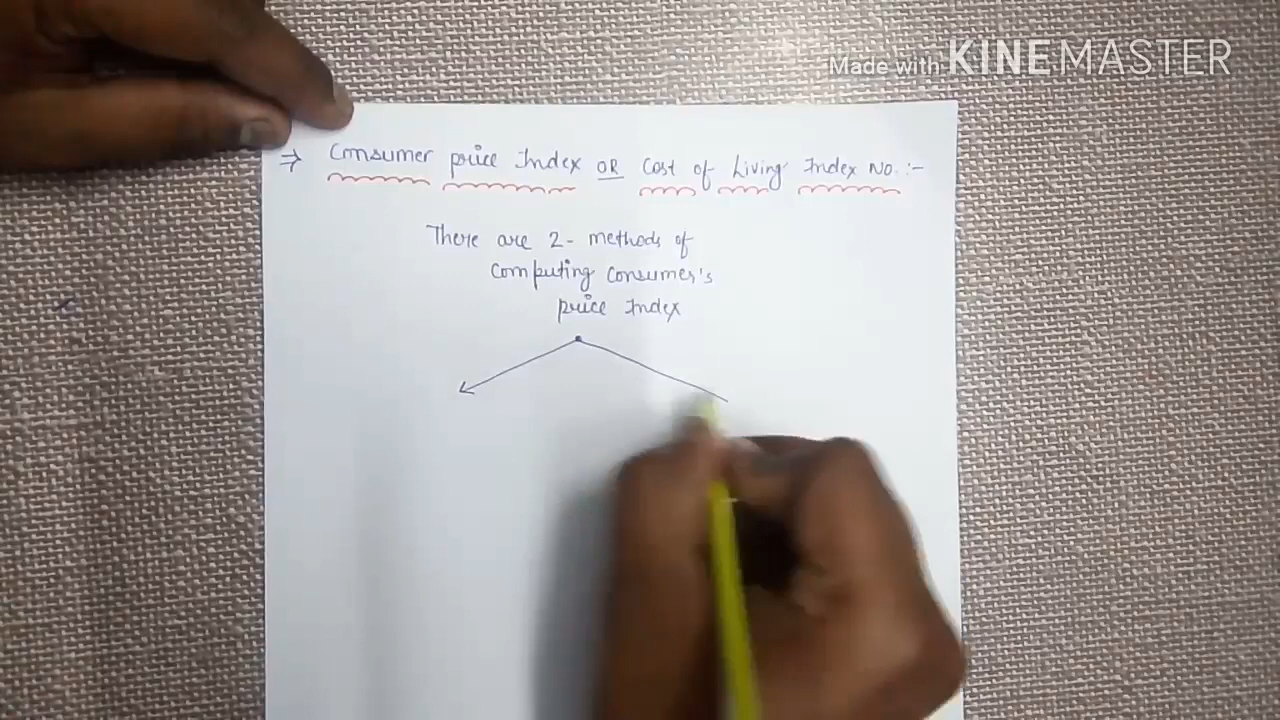 Made with KINEMASTER
⇒ Consumer price Index OR Cost of Living Index No. :-
There are 2- methods of
Computing Consumer's
price Index